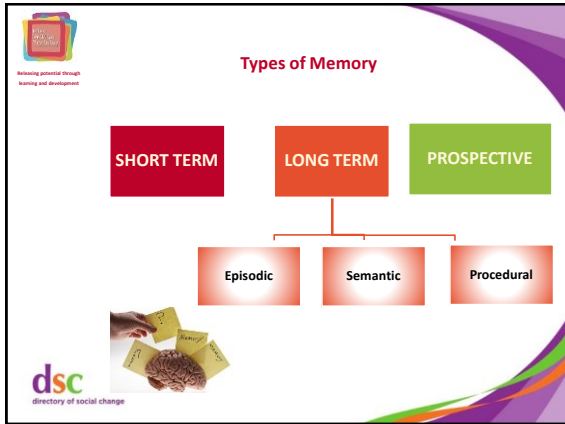 Releasing potential through
learning and development
Types of Memory
SHORT TERM
LONG TERM
PROSPECTIVE
Episodic
Semantic
Procedural
dsc
directory of social change